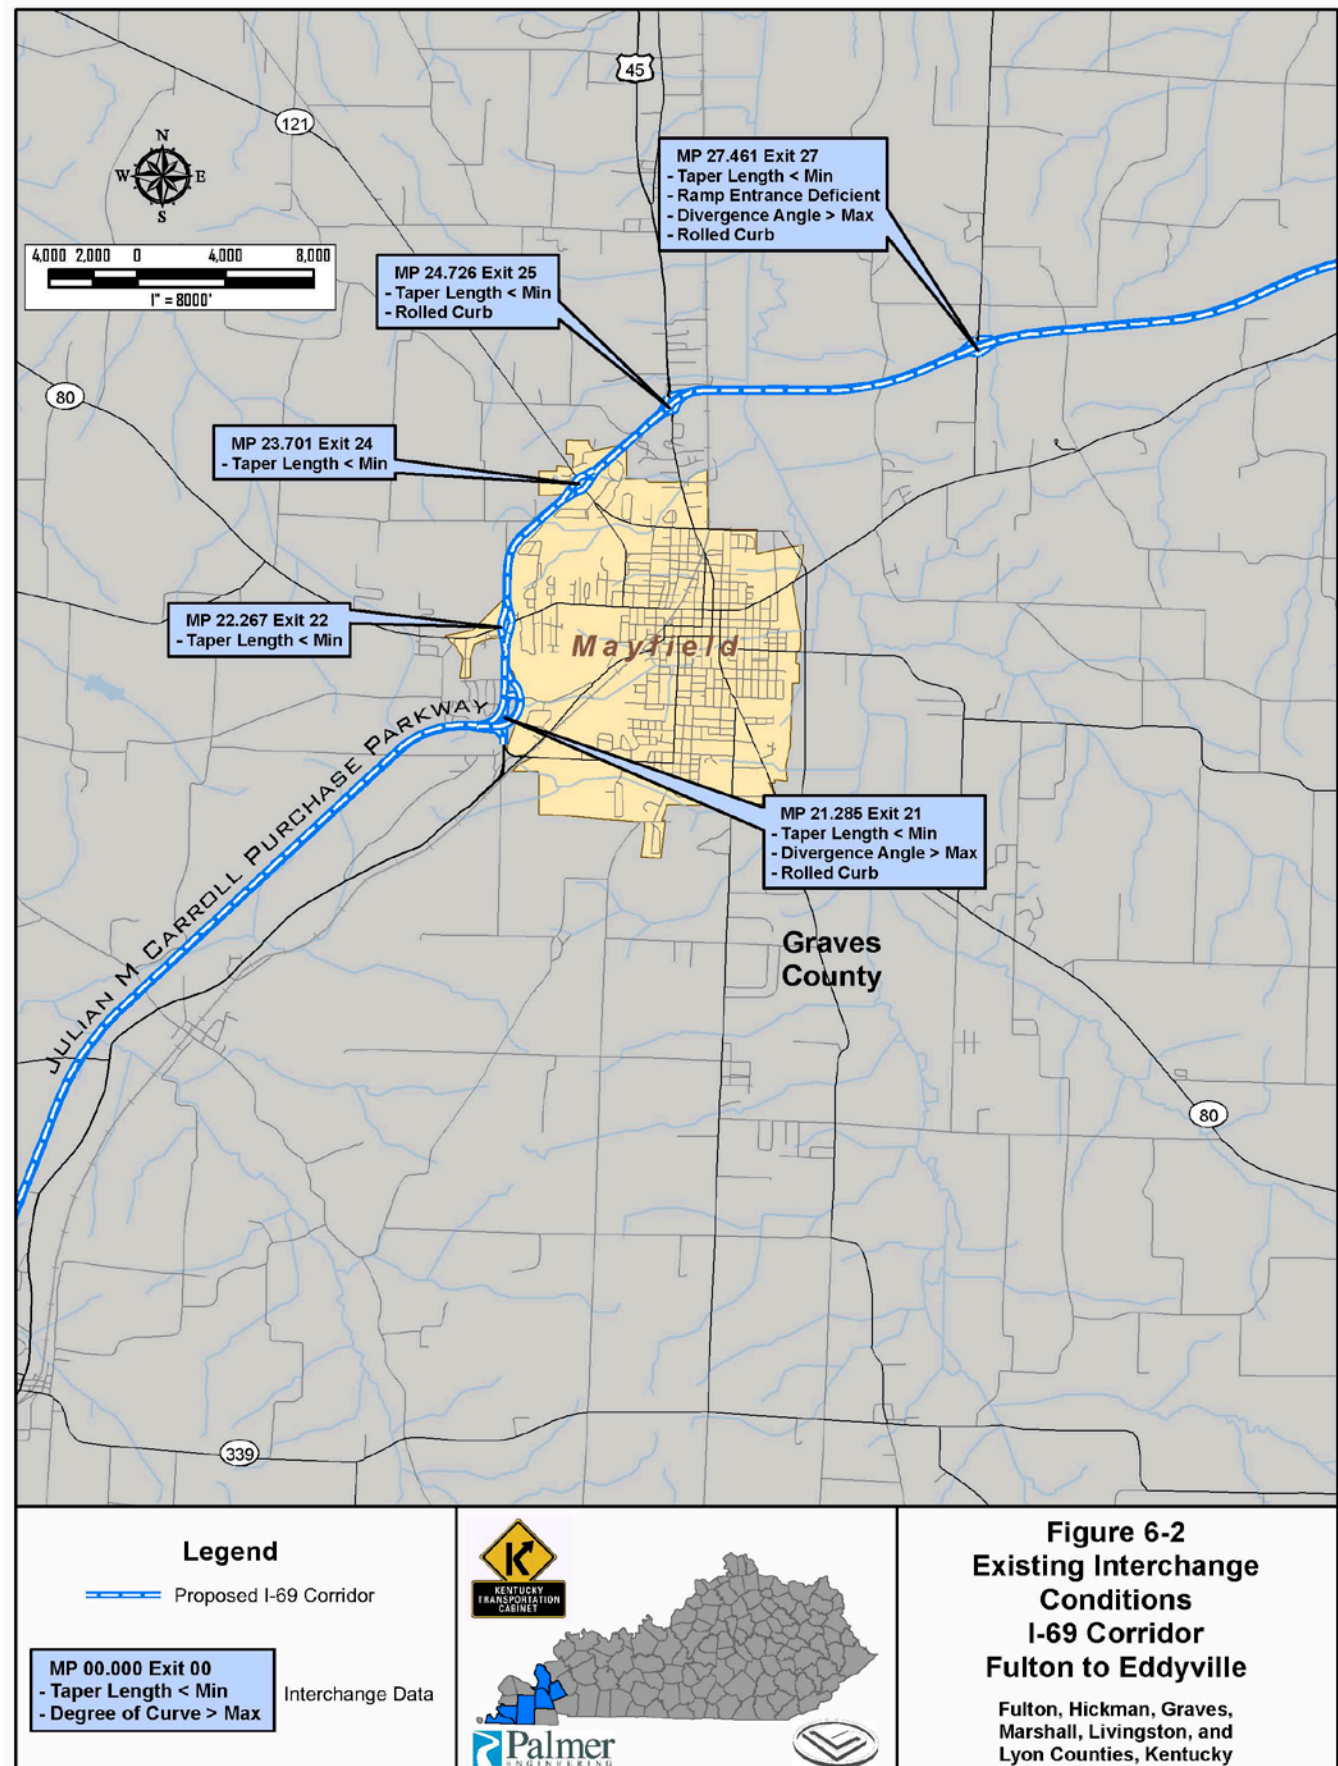 45
121
N
W E
S
4,000 2,000 0 4,000 8,000
1" = 8000'
MP 27.461 Exit 27
- Taper Length < Min
- Ramp Entrance Deficient
- Divergence Angle > Max
- Rolled Curb
MP 24.726 Exit 25
- Taper Length < Min
- Rolled Curb
80
MP 23.701 Exit 24
- Taper Length < Min
MP 22.267 Exit 22
- Taper Length < Min
Mayfield
JULIAN M CARROLL PURCHASE PARKWAY
MP 21.285 Exit 21
- Taper Length < Min
- Divergence Angle > Max
- Rolled Curb
Graves
County
80
339
Legend
Proposed I-69 Corridor
MP 00.000 Exit 00
- Taper Length < Min
- Degree of Curve > Max
Interchange Data
K
KENTUCKY
TRANSPORTATION
CABINET
Palmer
ENGINEERING
Figure 6-2
Existing Interchange
Conditions
I-69 Corridor
Fulton to Eddyville
Fulton, Hickman, Graves,
Marshall, Livingston, and
Lyon Counties, Kentucky